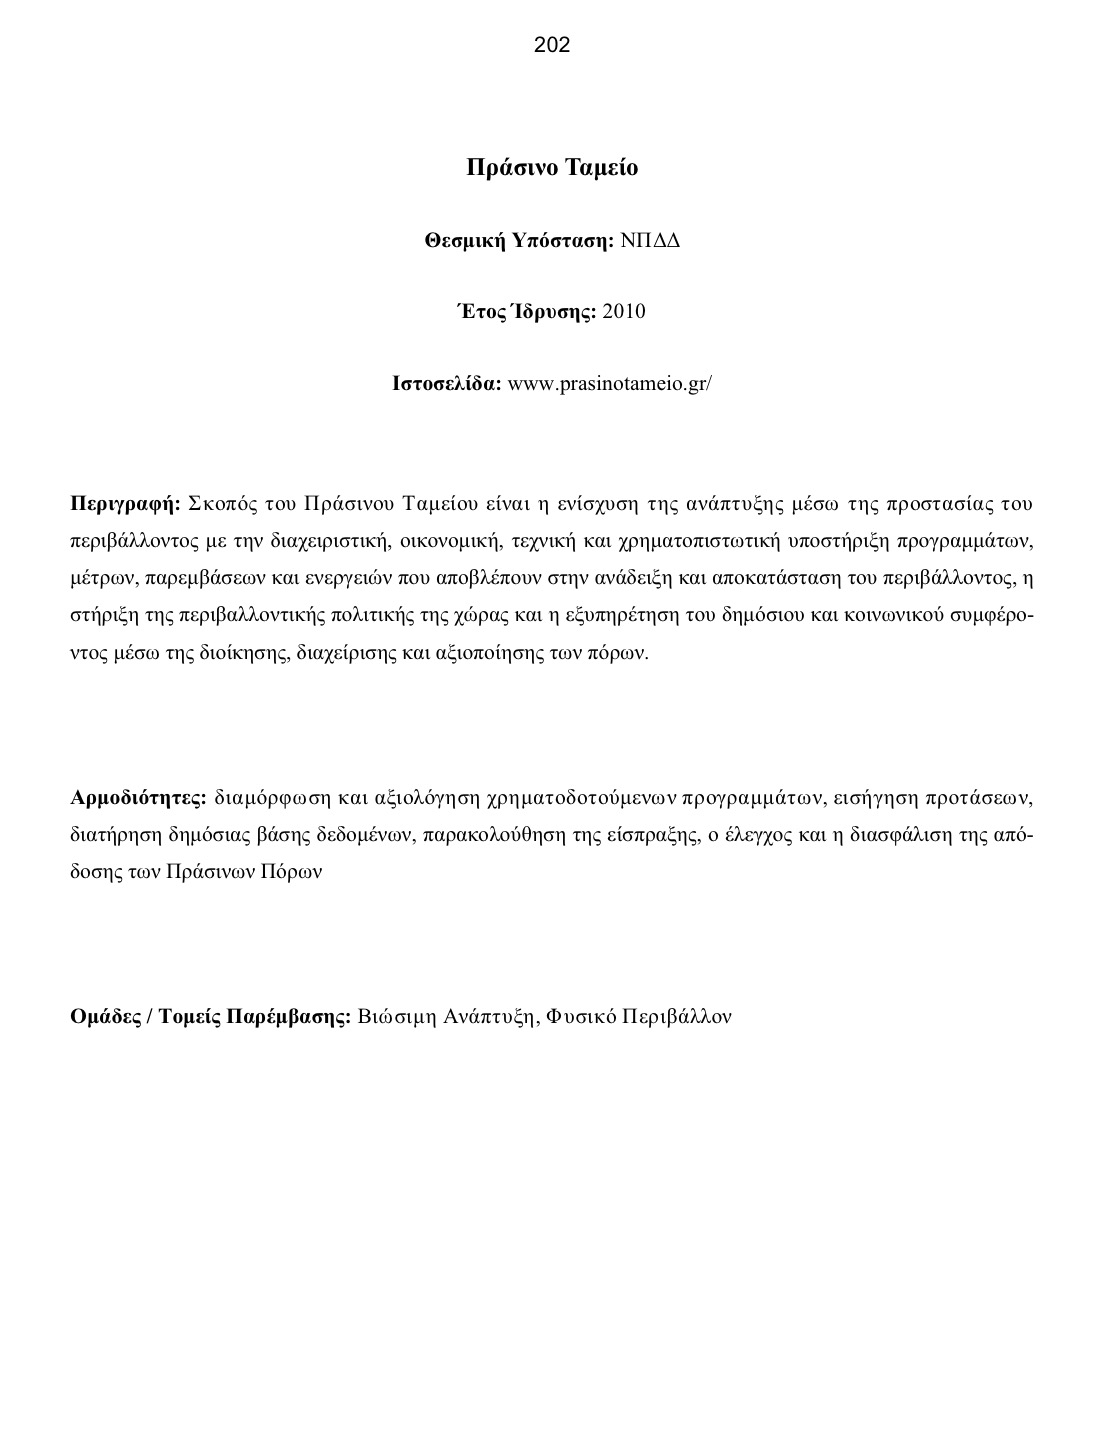 202
Πράσινο Ταμείο
Θεσμική Υπόσταση: ΝΠΔΔ
Έτος Ίδρυσης: 2010
Ιστοσελίδα: www.prasinotameio.gr/
Περιγραφή: Σκοπός του Πράσινου Ταμείου είναι η ενίσχυση της ανάπτυξης μέσω της προστασίας του
περιβάλλοντος με την διαχειριστική, οικονομική, τεχνική και χρηματοπιστωτική υποστήριξη προγραμμάτων,
μέτρων, παρεμβάσεων και ενεργειών που αποβλέπουν στην ανάδειξη και αποκατάσταση του περιβάλλοντος, η
στήριξη της περιβαλλοντικής πολιτικής της χώρας και η εξυπηρέτηση του δημόσιου και κοινωνικού συμφέρο-
ντος μέσω της διοίκησης, διαχείρισης και αξιοποίησης των πόρων.
Αρμοδιότητες: διαμόρφωση και αξιολόγηση χρηματοδοτούμενων προγραμμάτων, εισήγηση προτάσεων,
διατήρηση δημόσιας βάσης δεδομένων, παρακολούθηση της είσπραξης, ο έλεγχος και η διασφάλιση της από-
δοσης των Πράσινων Πόρων
Ομάδες / Τομείς Παρέμβασης: Βιώσιμη Ανάπτυξη, Φυσικό Περιβάλλον